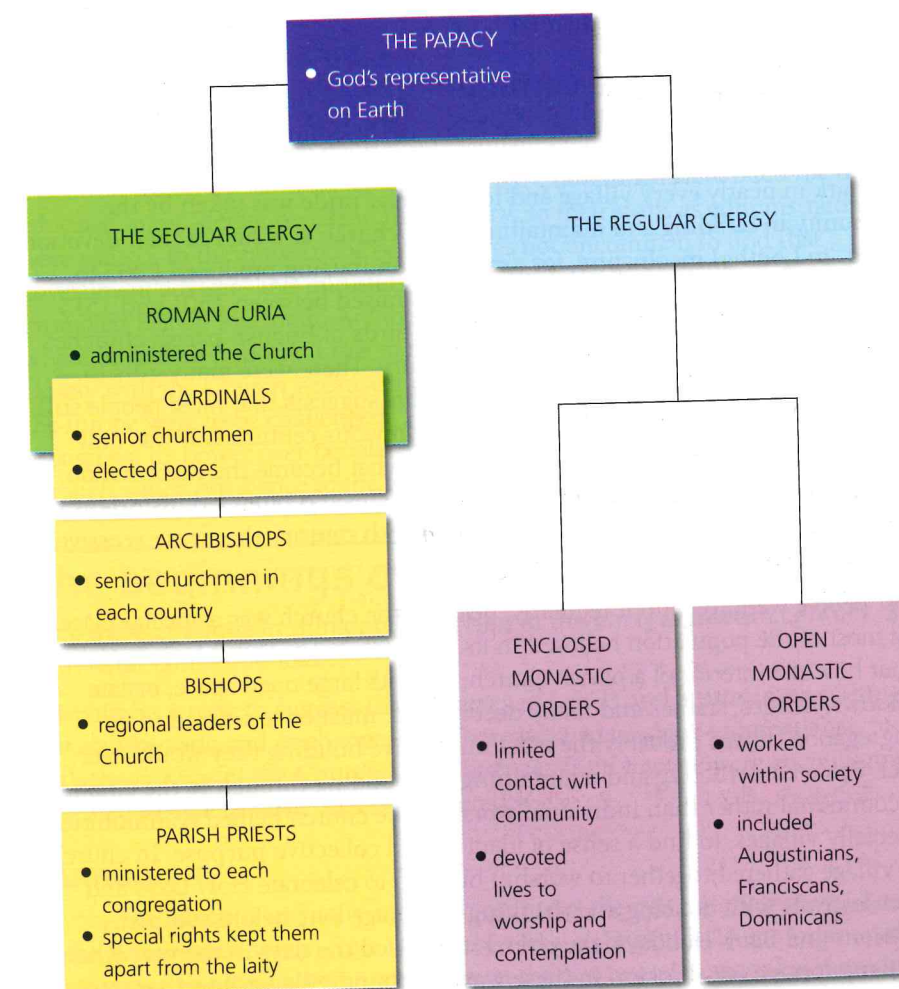 THE PAPACY
• God's representative
on Earth
THE SECULAR CLERGY
THE REGULAR CLERGY
ROMAN CURIA
• administered the Church
CARDINALS
• senior churchmen
• elected popes
ARCHBISHOPS
• senior churchmen in
each country
BISHOPS
• regional leaders of the
Church
PARISH PRIESTS
• ministered to each
congregation
• special rights kept them
apart from the laity
ENCLOSED
MONASTIC
ORDERS
• limited
contact with
community
• devoted
lives to
worship and
contemplation
OPEN
MONASTIC
ORDERS
• worked
within society
• included
Augustinians,
Franciscans,
Dominicans